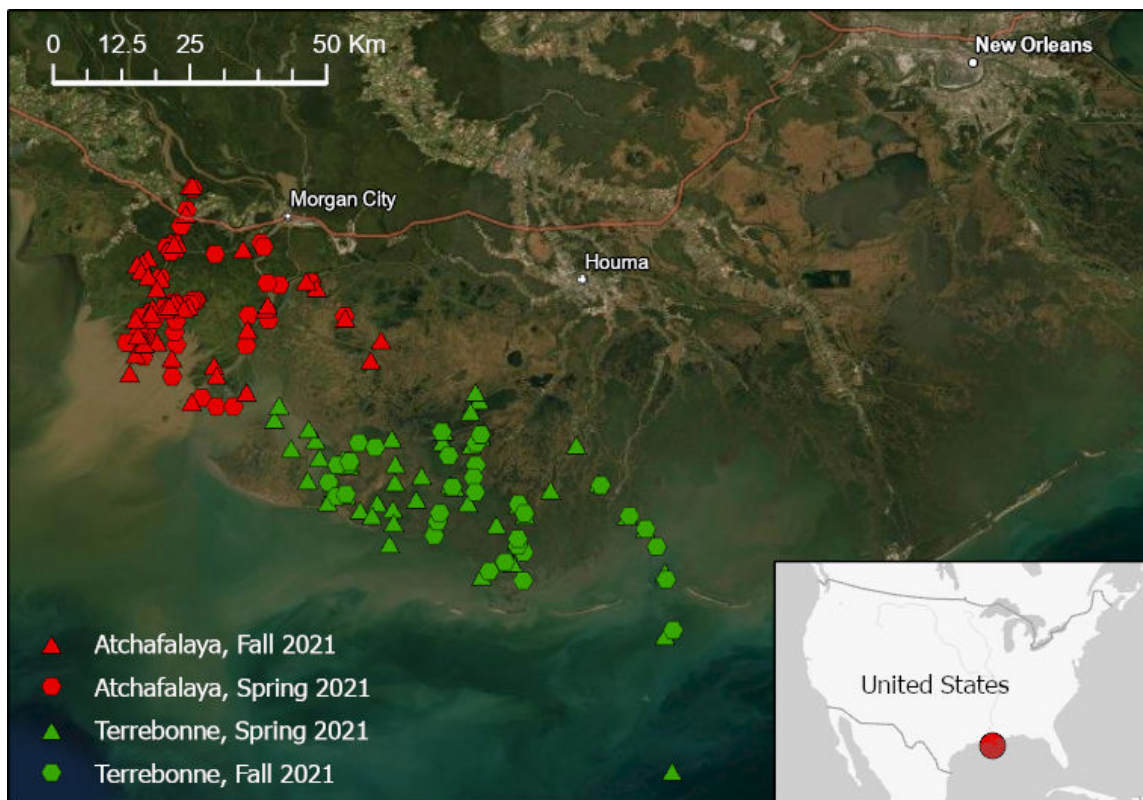 0 12.5 25 50 Km
New Orleans
Morgan City
Houma
Atchafalaya, Fall 2021
Atchafalaya, Spring 2021
Terrebonne, Spring 2021
Terrebonne, Fall 2021
United States